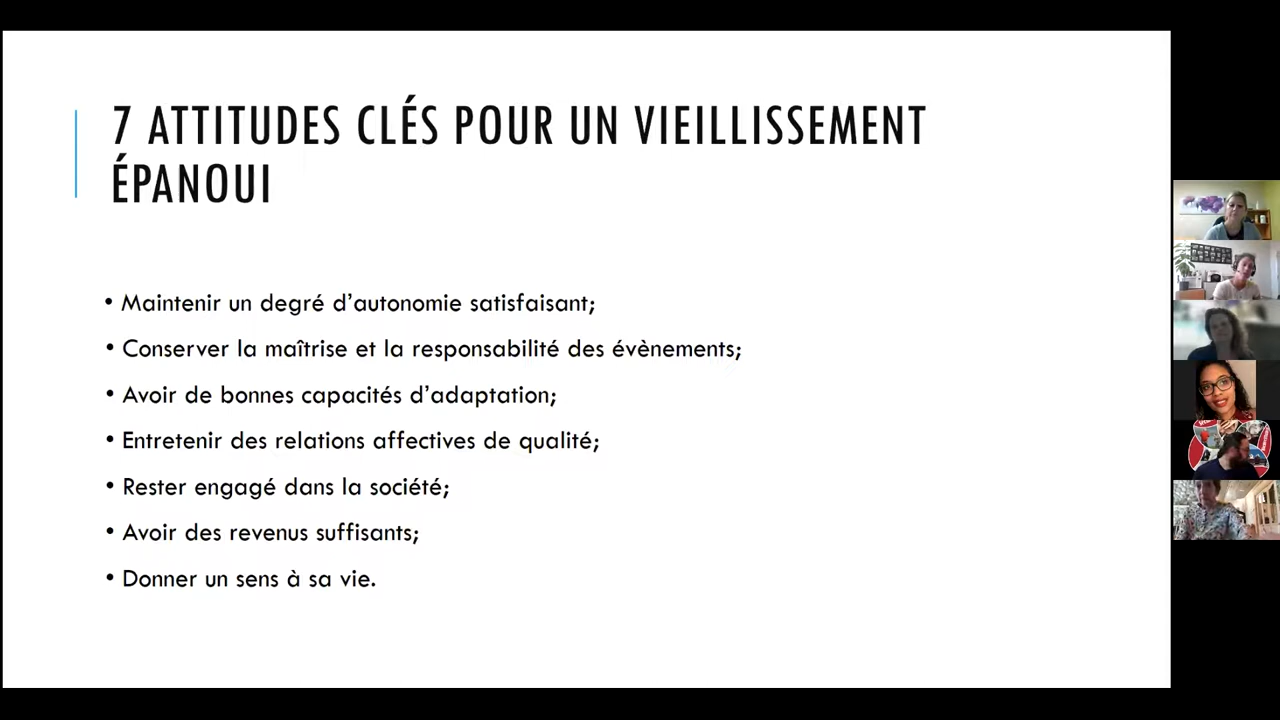 7 ATTITUDES CLÉS POUR UN VIEILLISSEMENT
ÉPANOUI
• Maintenir un degré d'autonomie satisfaisant;
• Conserver la maîtrise et la responsabilité des évènements;
• Avoir de bonnes capacités d'adaptation;
• Entretenir des relations affectives de qualité;
• Rester engagé dans la société;
• Avoir des revenus suffisants;
• Donner un sens à sa vie.